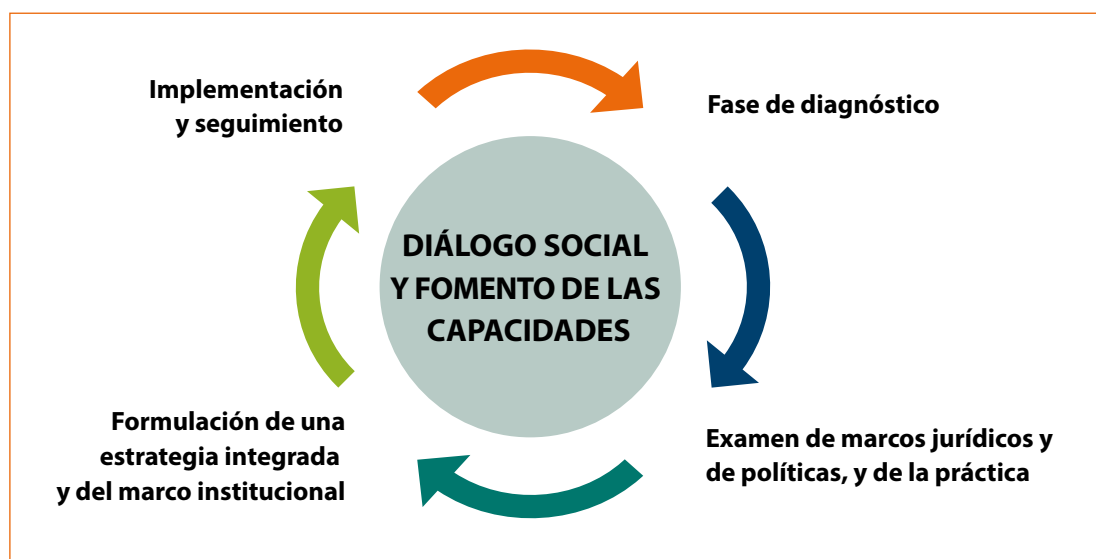 Implementación
y seguimiento
Fase de diagnóstico
DIÁLOGO SOCIAL
Y FOMENTO DE LAS
CAPACIDADES
Formulación de una
estrategia integrada
y del marco institucional
Examen de marcos jurídicos y
de políticas, y de la práctica